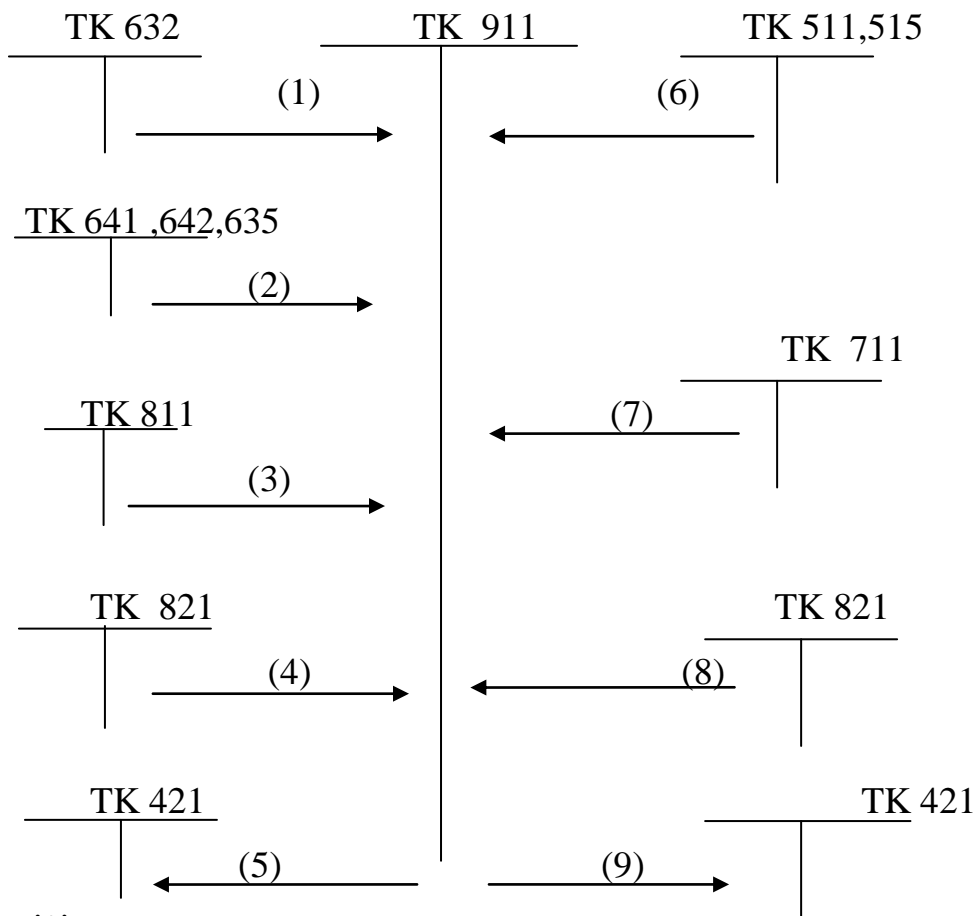 TK 632 TK 911 TK 511,515
(1) (6)
TK 641 ,642,635
(2)
TK 711
TK 811 (7)
(3)
TK 821 TK 821
(4) (8)
TK 421 TK 421
(5) (9)